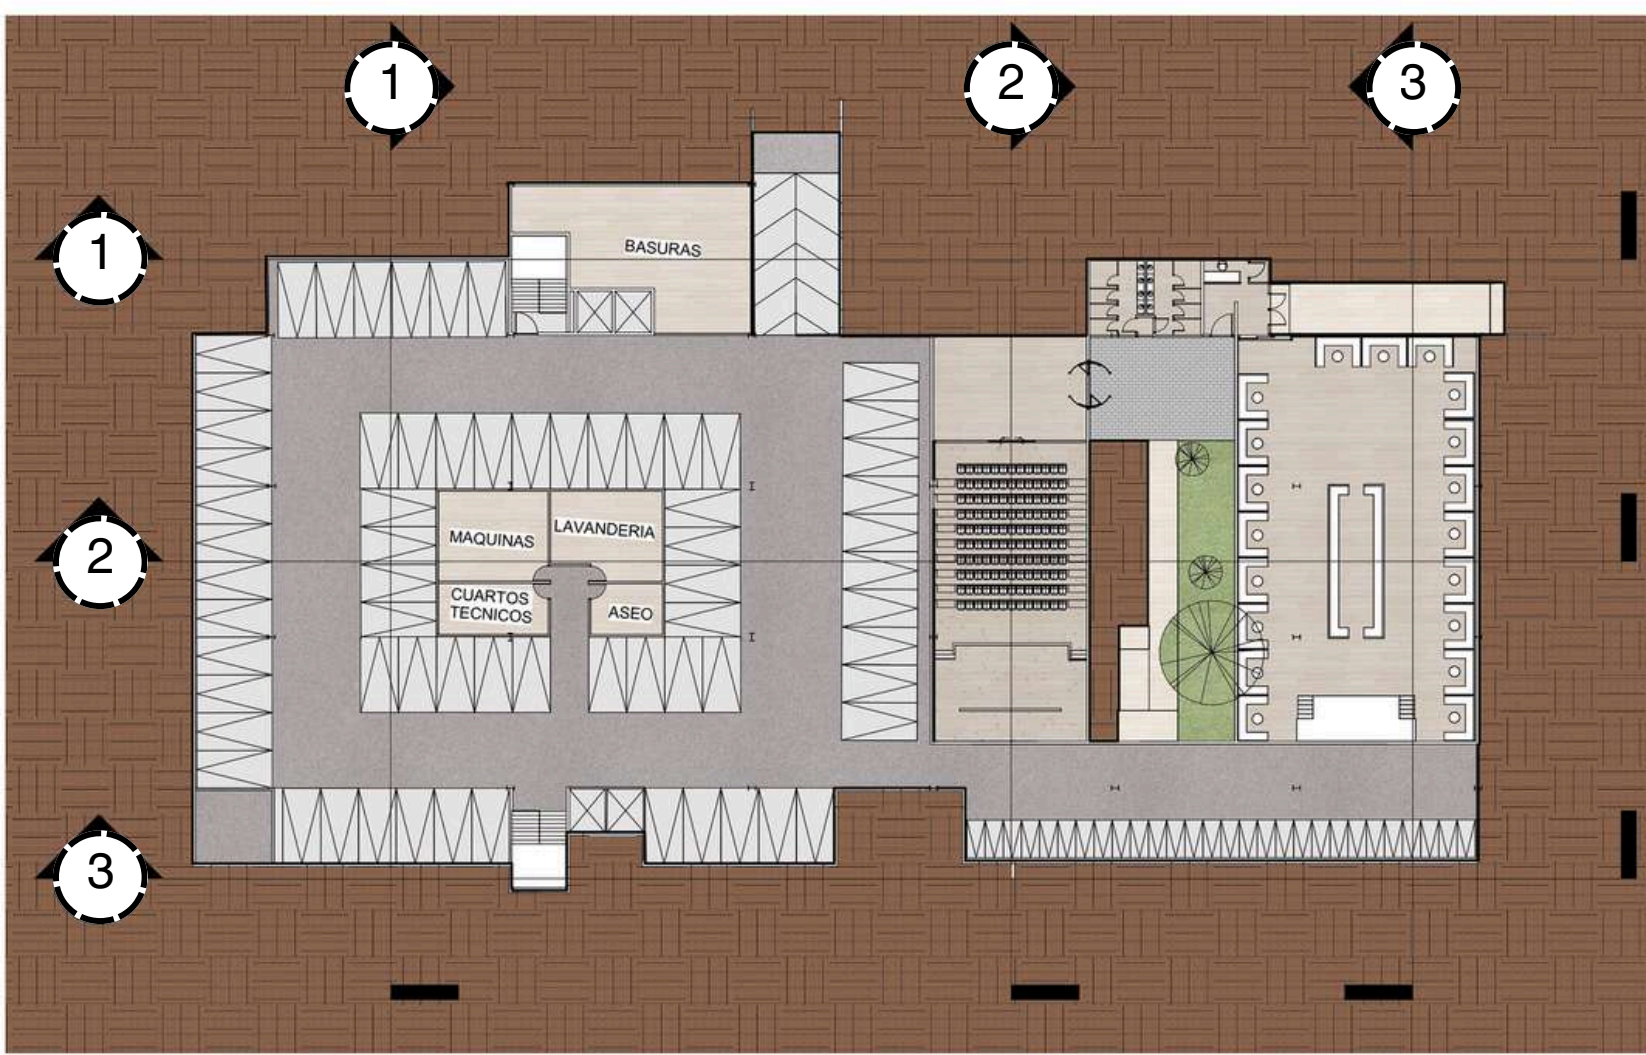 1
2
3
1
BASURAS
2
MAQUINAS
LAVANDERIA
CUARTOS
TECNICOS
ASEO
3